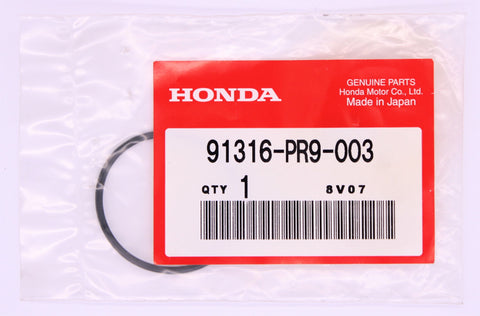 HONDA
GENUINE PARTS
Honda Motor Co., Ltd.
Made in Japan
91316-PR9-003
QTY 1 8V07